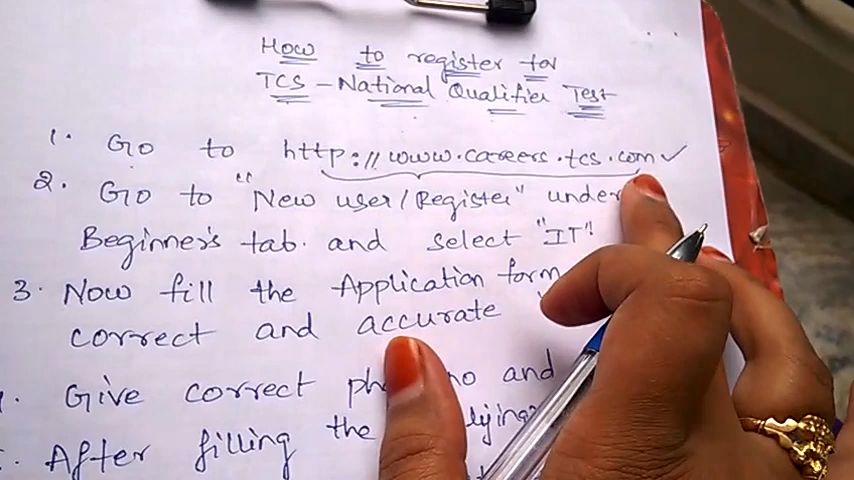 How to register for
TCS - National Qualifier Test
1. Go to http://www.careers.tcs.com ✓
2. Go to "New user/Register" under
Beginner's tab. and select "IT".
3. Now fill the Application form
correct and accurate
Give correct no and
After filling the